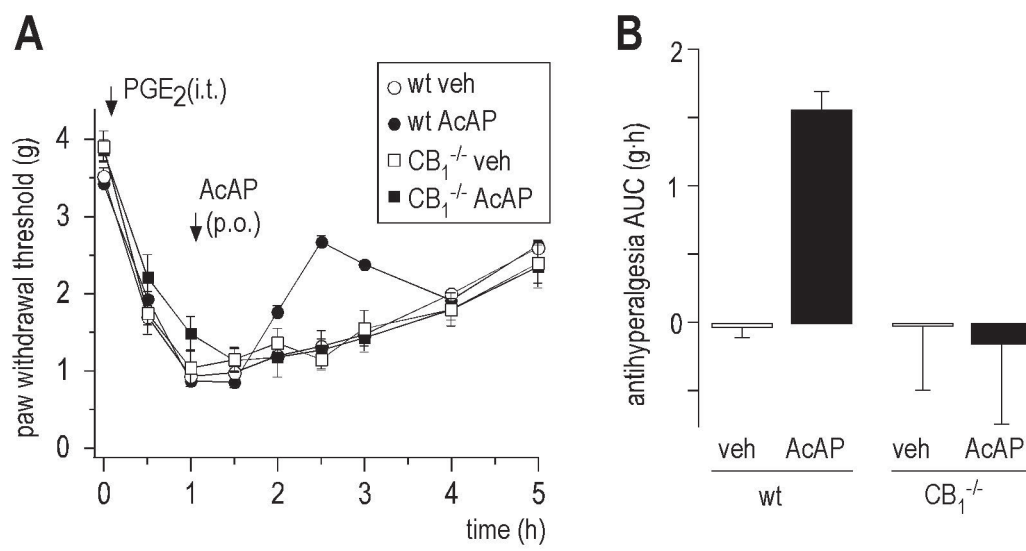 A
PGE2(i.t.)
AcAP
(p.o.)
wt veh
wt AcAP
CB1-/- veh
CB1-/- AcAP
paw withdrawal threshold (g)
4
3
2
1
0
0 1 2 3 4 5
time (h)
B
antihyperalgesia AUC (g·h)
2
1
0
veh AcAP veh AcAP
wt CB1-/-